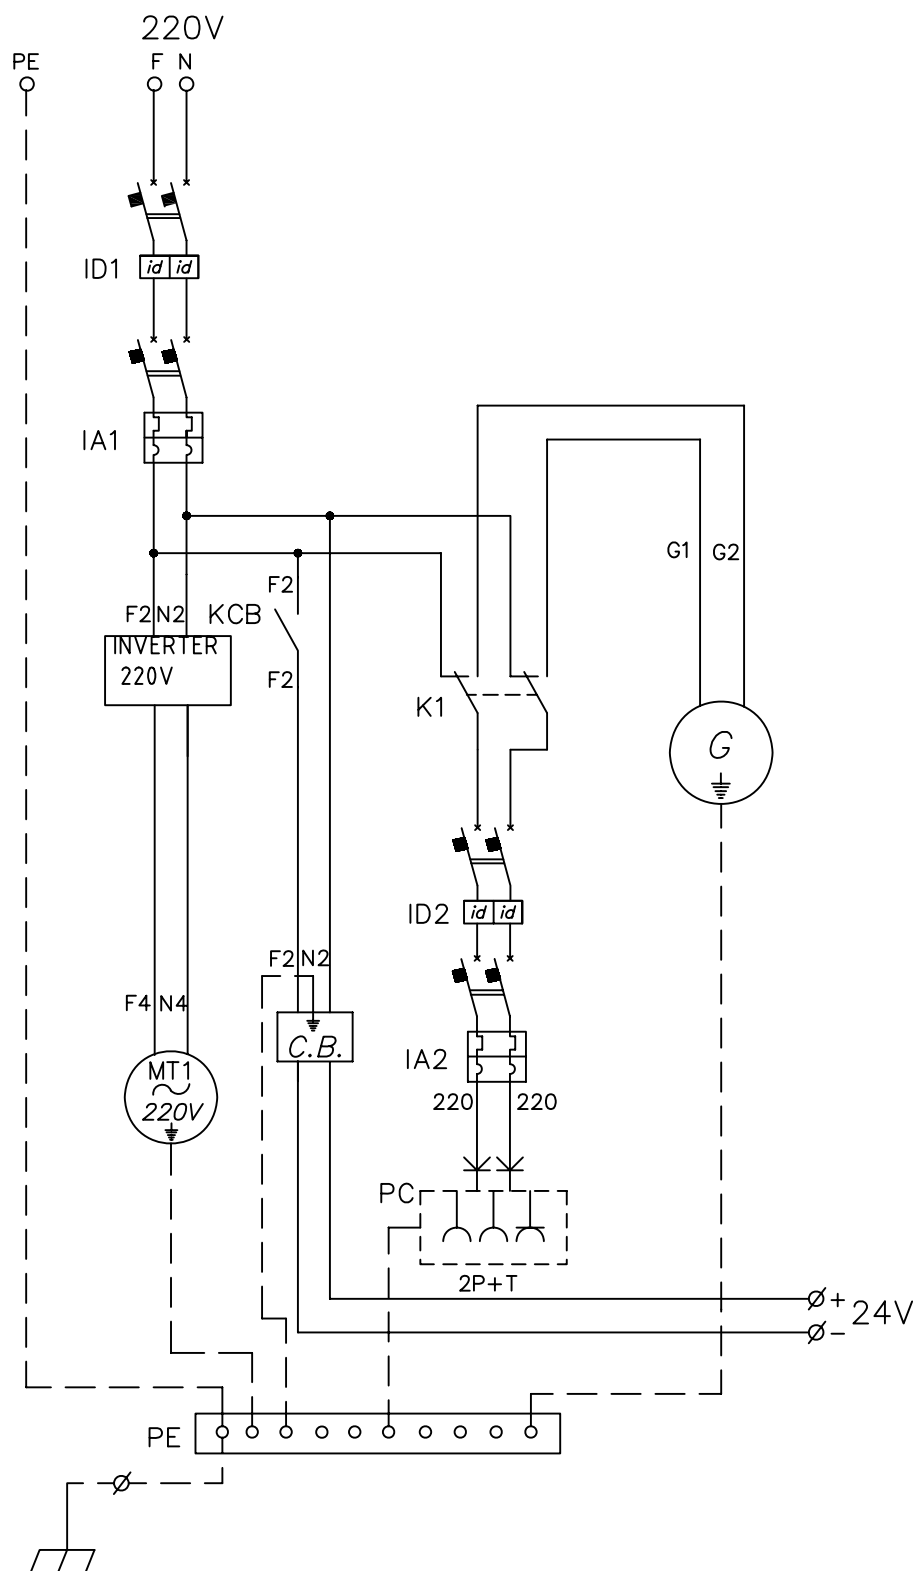 220V
PE F N
ID1 id id
IA1
G1 G2
F2
F2 N2 KCB
INVERTER
220V
F2
K1
G
ID2 id id
F2 N2
F4 N4
C.B.
IA2
MT1
220V
220 220
PC
2P+T
+
24V
-
PE